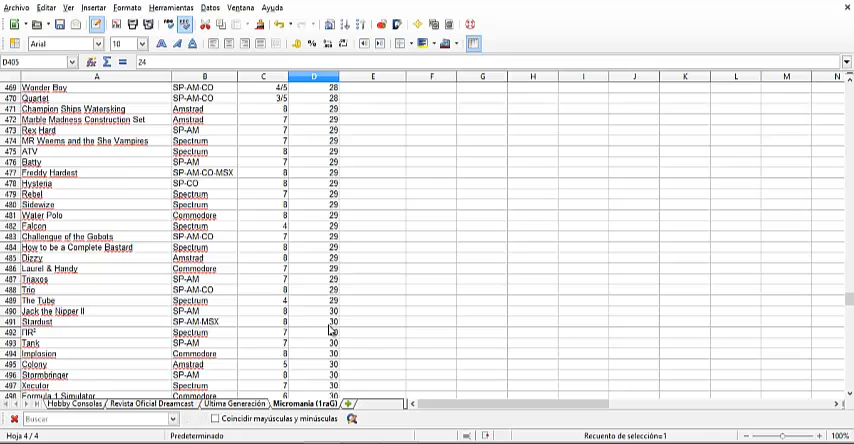 Archivo Editar Ver Insertar Formato Herramientas Datos Ventana Ayuda
Arial 10
D405 24
A B C D E F G H I J K L M N
469 Wonder Boy SP-AM-CO 4/5 28
470 Quartet SP-AM-CO 3/5 28
471 Champion Ships Watersking Amstrad 8 29
472 Marble Madness Construction Set Amstrad 7 29
473 Rex Hard SP-AM 7 29
474 MR Weems and the She Vampires Spectrum 7 29
475 ATV Spectrum 8 29
476 Batty SP-AM 7 29
477 Freddy Hardest SP-AM-CO-MSX 8 29
478 Hysteria SP-CO 8 29
479 Rebel Spectrum 7 29
480 Sidewize Spectrum 8 29
481 Water Polo Commodore 8 29
482 Falcon Spectrum 4 29
483 Challengue of the Gobots SP-AM-CO 7 29
484 How to be a Complete Bastard Spectrum 8 29
485 Dizzy Amstrad 8 29
486 Laurel & Handy Commodore 7 29
487 Triaxos SP-AM 7 29
488 Trio SP-AM-CO 8 29
489 The Tube Spectrum 4 29
490 Jack the Nipper II SP-AM 8 30
491 Stardust SP-AM-MSX 8 30
492 ΠR² Spectrum 7 30
493 Tank SP-AM 7 30
494 Implosion Commodore 8 30
495 Colony Amstrad 5 30
496 Stormbringer SP-AM 8 30
497 Xecutor Spectrum 7 30
498 Formula 1 Simulator Commodore 6 30
Hobby Consolas Revista Oficial Dreamcast Ultima Generación Micromania (1raG)
Buscar Coincidir mayúsculas y minúsculas
Hoja 4 / 4 Predeterminado Recuento de selección=1 100%